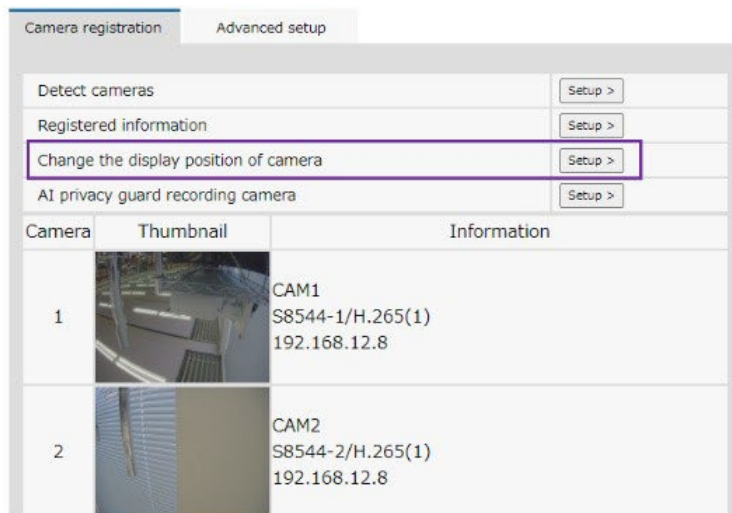 Camera registration Advanced setup
Detect cameras Setup >
Registered information Setup >
Change the display position of camera Setup >
AI privacy guard recording camera Setup >
Camera Thumbnail Information
1
CAM1
S8544-1/H.265(1)
192.168.12.8
2
CAM2
S8544-2/H.265(1)
192.168.12.8